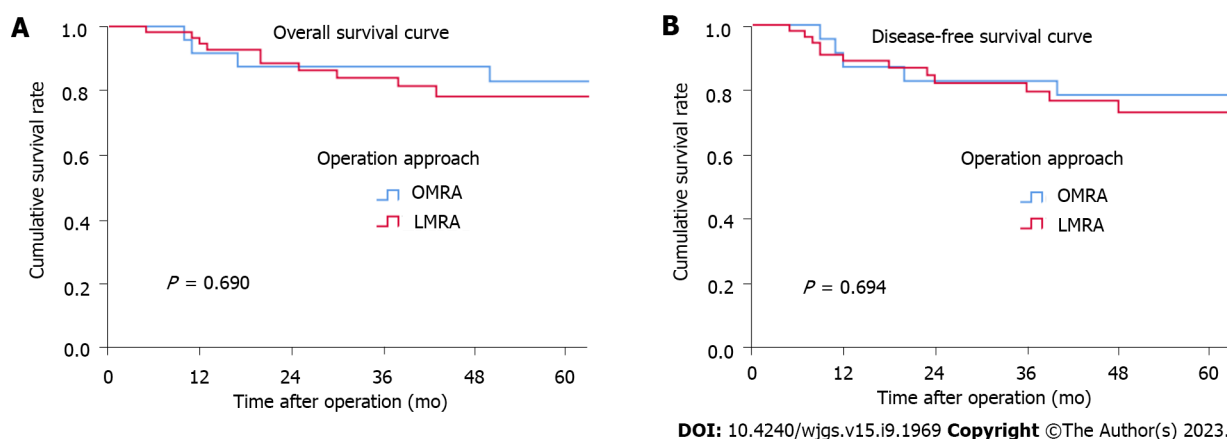 A
Overall survival curve
Cumulative survival rate
1.0
0.8
0.6
0.4
0.2
0.0
Operation approach
OMRA
LMRA
P = 0.690
0 12 24 36 48 60
Time after operation (mo)
B
Disease-free survival curve
Cumulative survival rate
1.0
0.8
0.6
0.4
0.2
0.0
Operation approach
OMRA
LMRA
P = 0.694
0 12 24 36 48 60
Time after operation (mo)
DOI: 10.4240/wjgs.v15.i9.1969 Copyright ©The Author(s) 2023.